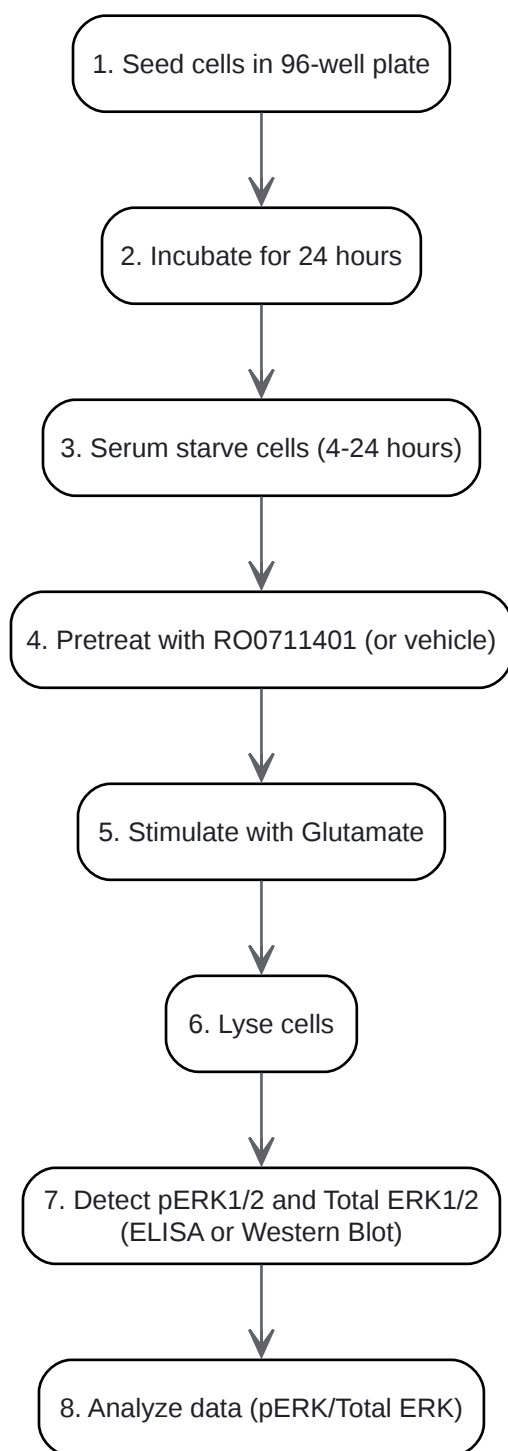 1. Seed cells in 96-well plate
2. Incubate for 24 hours
3. Serum starve cells (4-24 hours)
4. Pretreat with RO0711401 (or vehicle)
5. Stimulate with Glutamate
6. Lyse cells
7. Detect pERK1/2 and Total ERK1/2
(ELISA or Western Blot)
8. Analyze data (pERK/Total ERK)